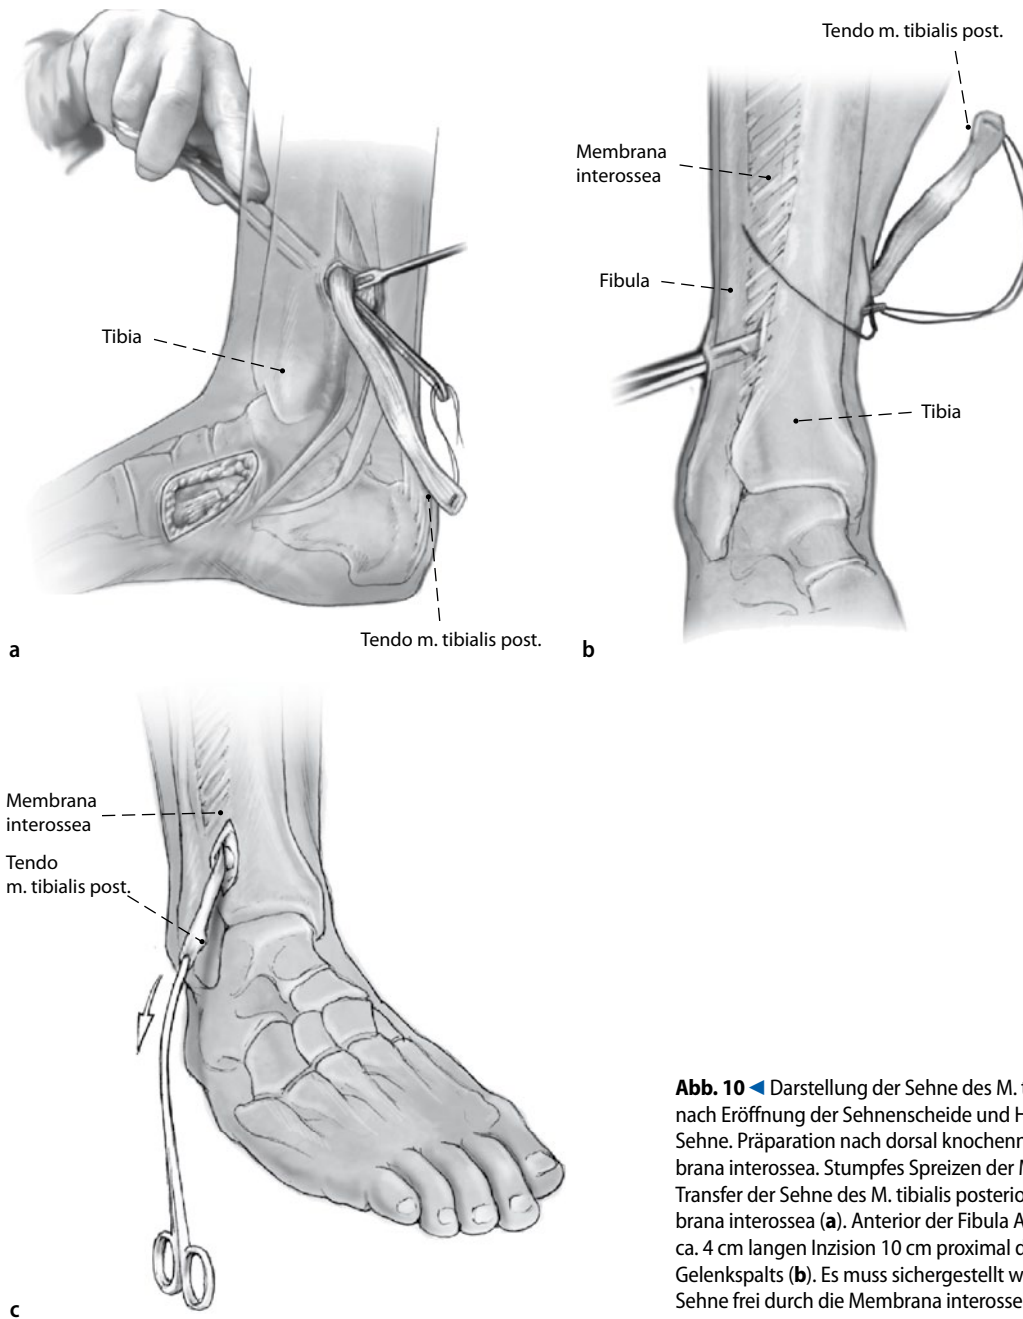 Tibia
Tendo m. tibialis post.
a
Tendo m. tibialis post.
Membrana
interossea
Fibula
Tibia
b
Membrana
interossea
Tendo
m. tibialis post.
c
Abb. 10 ◀ Darstellung der Sehne des M.
nach Eröffnung der Sehnenscheide und
Sehne. Präparation nach dorsal
brana interossea. Stumpfes Spreizen der
Transfer der Sehne des M. tibialis
brana interossea (a). Anterior der Fibula
ca. 4 cm langen Inzision 10 cm proximal
Gelenkspalts (b). Es muss sichergestellt
Sehne frei durch die Membrana